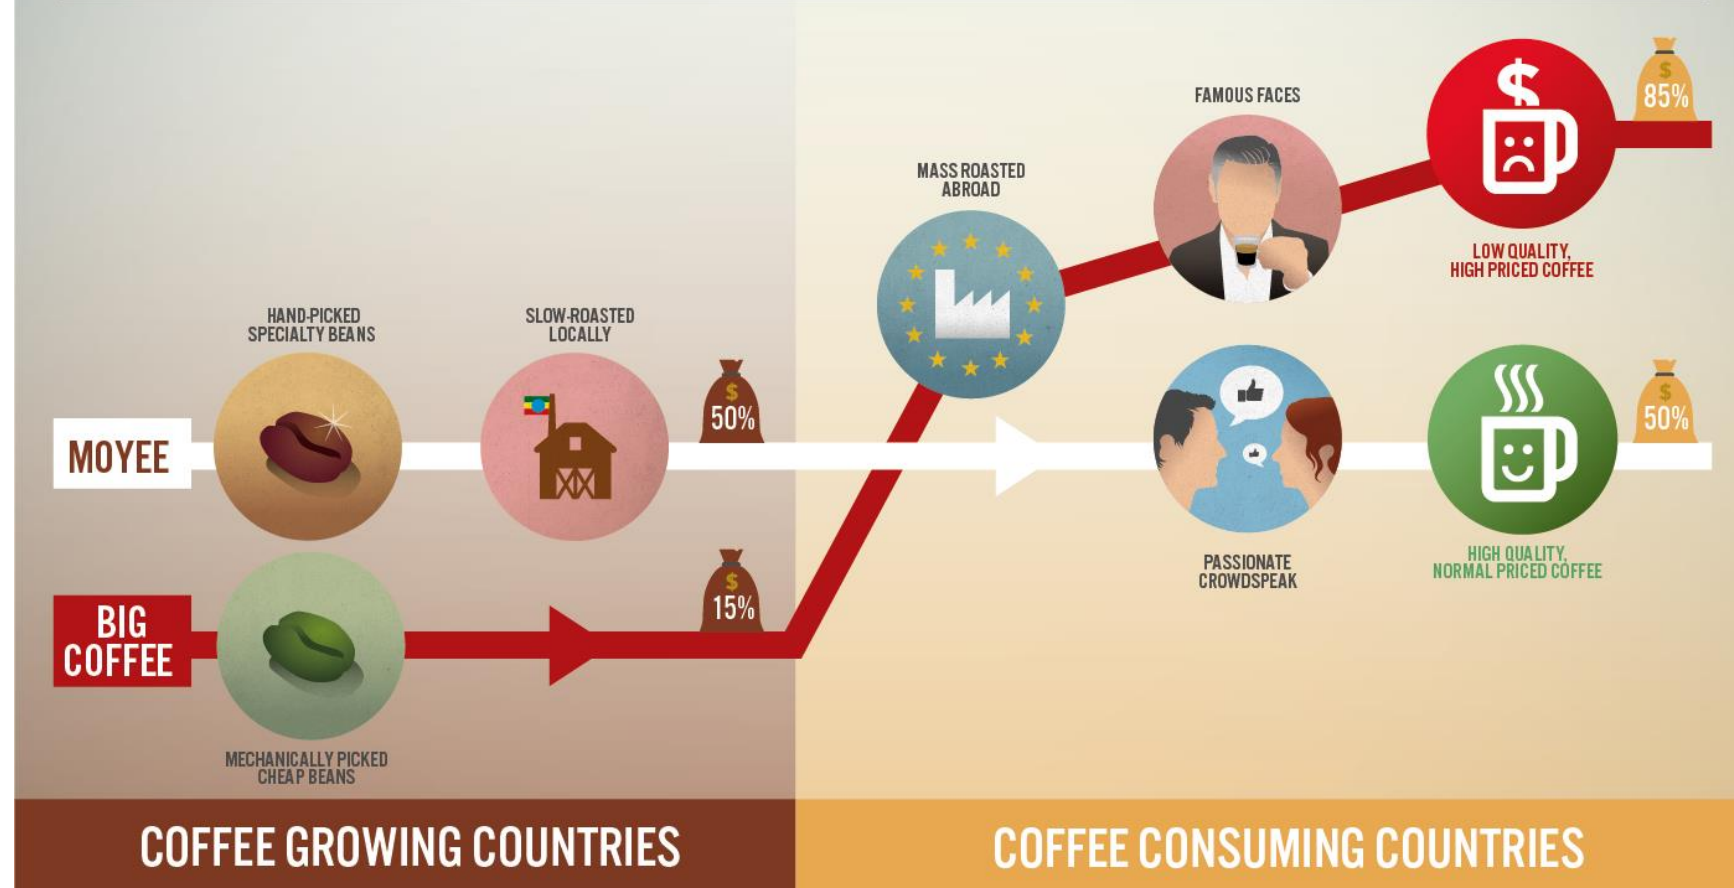 FAMOUS FACES
$
85%
MASS ROASTED
ABROAD
$
LOW QUALITY,
HIGH PRICED COFFEE
HAND-PICKED
SPECIALTY BEANS
SLOW-ROASTED
LOCALLY
MOYEE
$
50%
$
50%
PASSIONATE
CROWDSPEAK
HIGH QUALITY,
NORMAL PRICED COFFEE
BIG
COFFEE
$
15%
MECHANICALLY PICKED
CHEAP BEANS
COFFEE GROWING COUNTRIES
COFFEE CONSUMING COUNTRIES